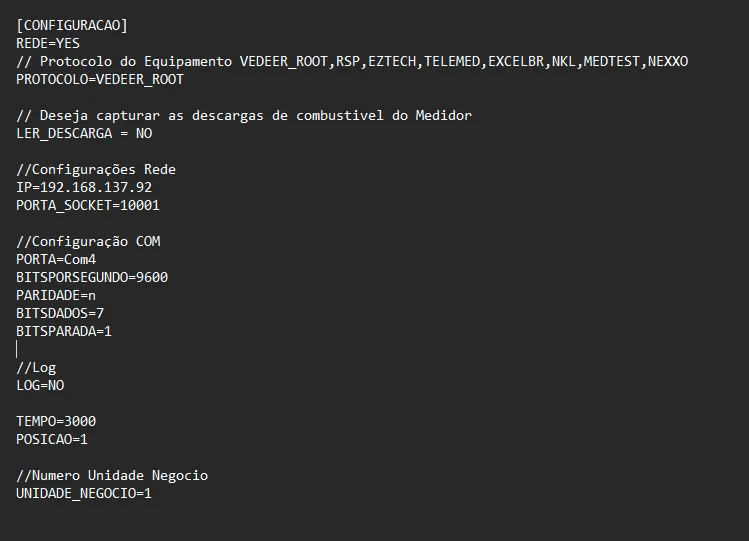 [CONFIGURACAO]
REDE=YES
// Protocolo do Equipamento VEDEER_ROOT,RSP,EZTECH,TELEMED,EXCELBR,NKL,MEDTEST,NEXXO
PROTOCOLO=VEDEER_ROOT
// Deseja capturar as descargas de combustivel do Medidor
LER_DESCARGA = NO
//Configurações Rede
IP=192.168.137.92
PORTA_SOCKET=10001
//Configuração COM
PORTA=Com4
BITSPORSEGUNDO=9600
PARIDADE=n
BITSDADOS=7
BITSPARADA=1
//Log
LOG=NO
TEMPO=3000
POSICAO=1
//Numero Unidade Negocio
UNIDADE_NEGOCIO=1